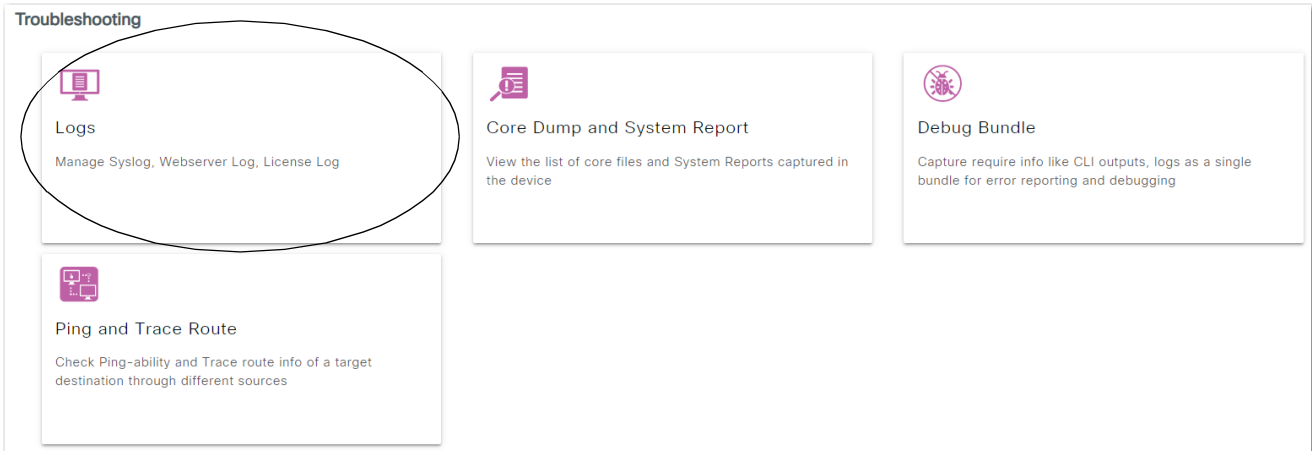 Troubleshooting
Logs
Manage Syslog, Webserver Log, License Log
Core Dump and System Report
View the list of core files and System Reports captured in
the device
Debug Bundle
Capture require info like CLI outputs, logs as a single
bundle for error reporting and debugging
Ping and Trace Route
Check Ping-ability and Trace route info of a target
destination through different sources